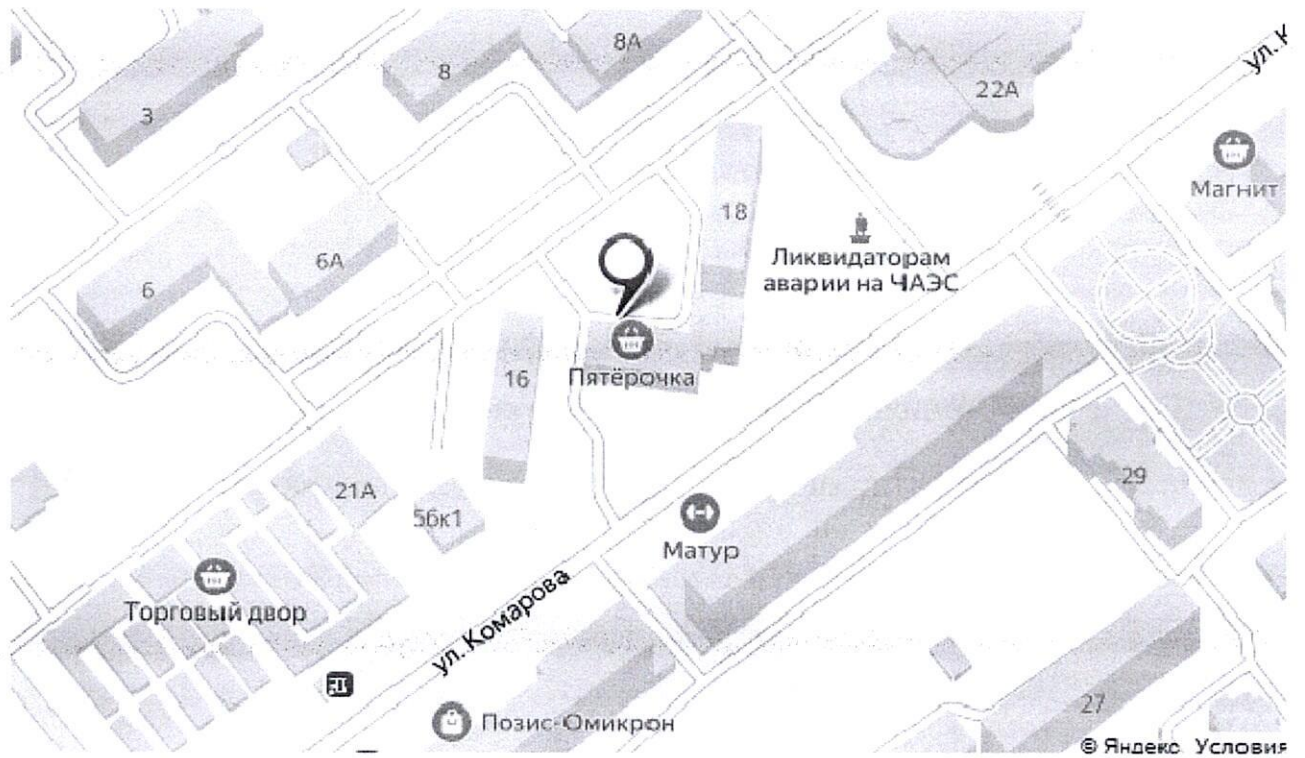 8А
8
ул. К
22А
3
Магнит
18
Ликвидаторам
аварии на ЧАЭС
6А
6
16
Пятёрочка
29
21А
56к1
Матур
Торговый двор
ул. Комарова
27
Позис-Омикрон
© Яндекс Условия